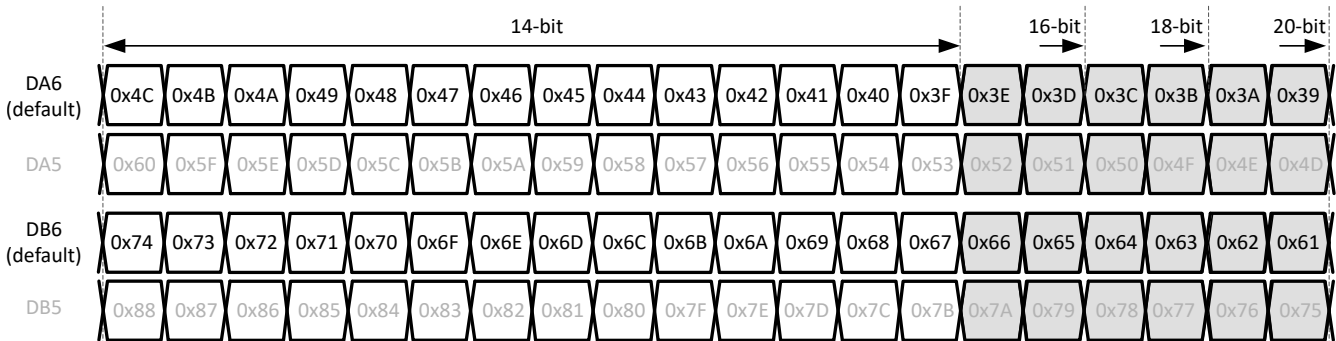 14-bit 16-bit 18-bit 20-bit
DA6 (default) 0x4C 0x4B 0x4A 0x49 0x48 0x47 0x46 0x45 0x44 0x43 0x42 0x41 0x40 0x3F 0x3E 0x3D 0x3C 0x3B 0x3A 0x39
DA5 0x60 0x5F 0x5E 0x5D 0x5C 0x5B 0x5A 0x59 0x58 0x57 0x56 0x55 0x54 0x53 0x52 0x51 0x50 0x4F 0x4E 0x4D
DB6 (default) 0x74 0x73 0x72 0x71 0x70 0x6F 0x6E 0x6D 0x6C 0x6B 0x6A 0x69 0x68 0x67 0x66 0x65 0x64 0x63 0x62 0x61
DB5 0x88 0x87 0x86 0x85 0x84 0x83 0x82 0x81 0x80 0x7F 0x7E 0x7D 0x7C 0x7B 0x7A 0x79 0x78 0x77 0x76 0x75